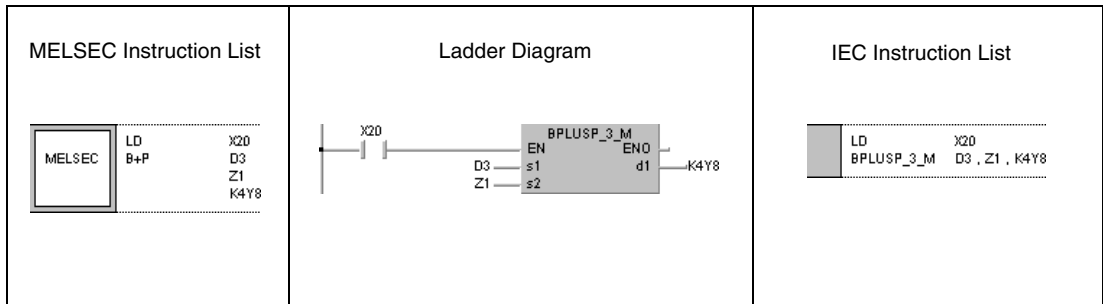 MELSEC Instruction List
MELSEC
LD X20
B+P D3
Z1
K4Y8
Ladder Diagram
X20
BPLUSP_3_M
EN ENO
D3 s1 d1 K4Y8
Z1 s2
IEC Instruction List
LD X20
BPLUSP_3_M D3 , Z1 , K4Y8